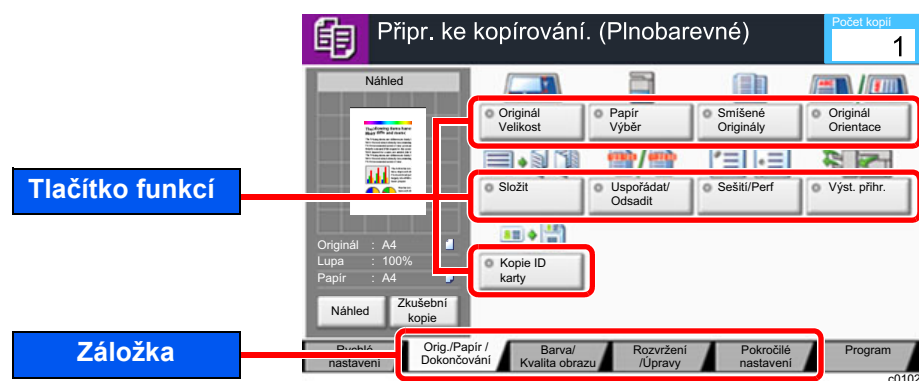 Připr. ke kopírování. (Plnobarevné)
Počet kopií
1
Náhled
Originál : A4
Lupa : 100%
Papír : A4
Náhled
Zkušební
kopie
Originál
Velikost
Papír
Výběr
Smíšené
Originály
Originál
Orientace
Tlačítko funkcí
Složit
Uspořádat/
Odsadit
Sešití/Perf
Výst. přihr.
Kopie ID
karty
Záložka
Rychlé
nastavení
Orig./Papír /
Dokončování
Barva/
Kvalita obrazu
Rozvržení
/Úpravy
Pokročilé
nastavení
Program
c0102